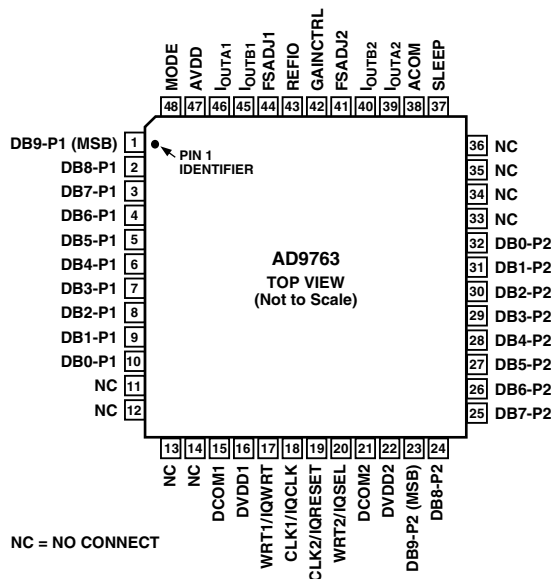 MODE
AVDD
IOUTA1
IOUTB1
FSADJ1
REFIO
GAINCTRL
FSADJ2
IOUTB2
IOUTA2
ACOM
SLEEP
48 47 46 45 44 43 42 41 40 39 38 37
DB9-P1 (MSB) 1
DB8-P1 2
DB7-P1 3
DB6-P1 4
DB5-P1 5
DB4-P1 6
DB3-P1 7
DB2-P1 8
DB1-P1 9
DB0-P1 10
NC 11
NC 12
PIN 1
IDENTIFIER
AD9763
TOP VIEW
(Not to Scale)
36 NC
35 NC
34 NC
33 NC
32 DB0-P2
31 DB1-P2
30 DB2-P2
29 DB3-P2
28 DB4-P2
27 DB5-P2
26 DB6-P2
25 DB7-P2
13 14 15 16 17 18 19 20 21 22 23 24
NC
NC
DCOM1
DVDD1
WRT1/IQWRT
CLK1/IQCLK
CLK2/IQRESET
WRT2/IQSEL
DCOM2
DVDD2
DB9-P2 (MSB)
DB8-P2
NC = NO CONNECT